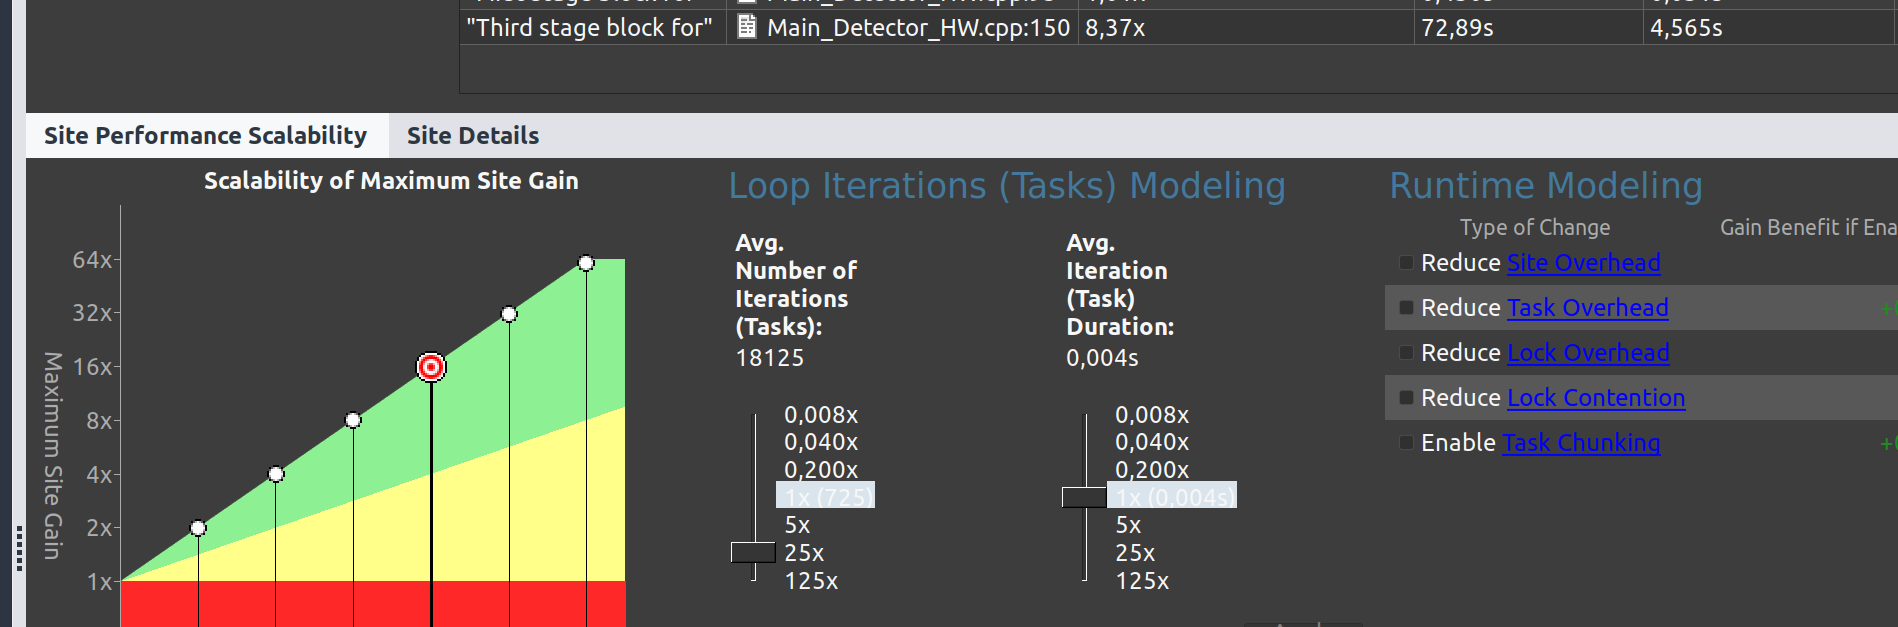 "Third stage block for" Main_Detector_HW.cpp:150 8,37x 72,89s 4,565s
Site Performance Scalability Site Details
Scalability of Maximum Site Gain
Maximum Site Gain
64x
32x
16x
8x
4x
2x
1x
Loop Iterations (Tasks) Modeling
Avg.
Number of
Iterations
(Tasks):
18125
0,008x
0,040x
0,200x
1x (725)
5x
25x
125x
Avg.
Iteration
(Task)
Duration:
0,004s
0,008x
0,040x
0,200x
1x (0,004s)
5x
25x
125x
Runtime Modeling
Type of Change Gain Benefit if Ena
Reduce Site Overhead
Reduce Task Overhead
Reduce Lock Overhead
Reduce Lock Contention
Enable Task Chunking